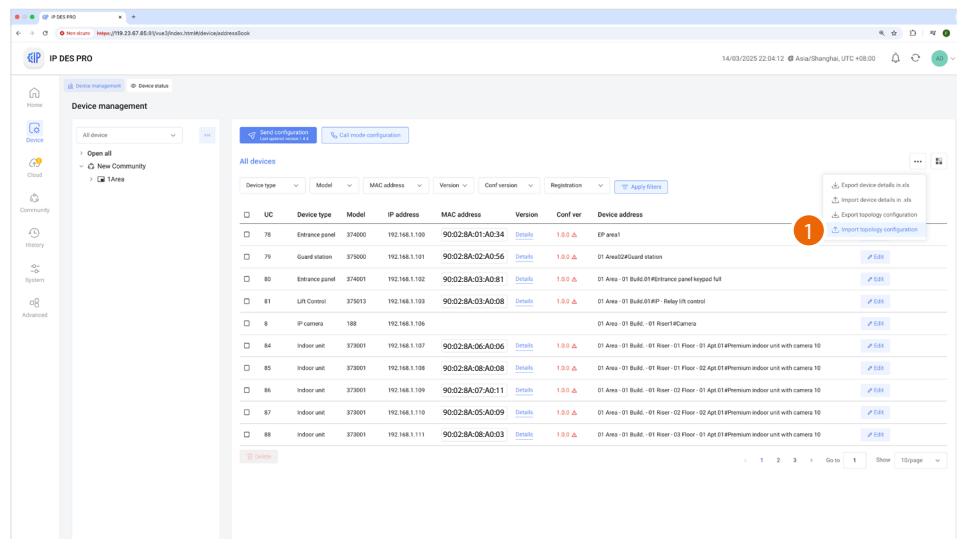 IP DES PRO
Non sicuro https://119.23.67.85:81/vue3/index.html#/device/addressBook
IP DES PRO
14/03/2025 22:04:12 Asia/Shanghai, UTC +08:00
AD
Device management
Device status
Home
Device
Cloud
Community
History
System
Advanced
Device management
All device
Open all
New Community
1Area
Send configuration
Call mode configuration
All devices
Device type Model MAC address Version Conf version Registration Apply filters
Export device details in xls
Import device details in .xls
Export topology configuration
1 Import topology configuration
UC Device type Model IP address MAC address Version Conf ver Device address
78 Entrance panel 374000 192.168.1.100 90:02:8A:01:A0:34 Details 1.0.0 EP area1
79 Guard station 375000 192.168.1.101 90:02:8A:02:A0:56 Details 1.0.0 01 Area02#Guard station Edit
80 Entrance panel 374001 192.168.1.102 90:02:8A:03:A0:81 Details 1.0.0 01 Area - 01 Build.01#Entrance panel keypad full Edit
81 Lift Control 375013 192.168.1.103 90:02:8A:03:A0:08 Details 1.0.0 01 Area - 01 Build.01#IP - Relay lift control Edit
8 IP camera 188 192.168.1.106 01 Area - 01 Build. - 01 Riser1#Camera Edit
84 Indoor unit 373001 192.168.1.107 90:02:8A:06:A0:06 Details 1.0.0 01 Area - 01 Build. - 01 Riser - 01 Floor - 01 Apt.01#Premium indoor unit with camera 10 Edit
85 Indoor unit 373001 192.168.1.108 90:02:8A:08:A0:08 Details 1.0.0 01 Area - 01 Build. - 01 Riser - 01 Floor - 02 Apt.01#Premium indoor unit with camera 10 Edit
86 Indoor unit 373001 192.168.1.109 90:02:8A:07:A0:11 Details 1.0.0 01 Area - 01 Build. - 01 Riser - 02 Floor - 01 Apt.01#Premium indoor unit with camera 10 Edit
87 Indoor unit 373001 192.168.1.110 90:02:8A:05:A0:09 Details 1.0.0 01 Area - 01 Build. - 01 Riser - 02 Floor - 02 Apt.01#Premium indoor unit with camera 10 Edit
88 Indoor unit 373001 192.168.1.111 90:02:8A:08:A0:03 Details 1.0.0 01 Area - 01 Build. - 01 Riser - 03 Floor - 01 Apt.01#Premium indoor unit with camera 10 Edit
Delete
1 2 3 Go to 1 Show 10/page